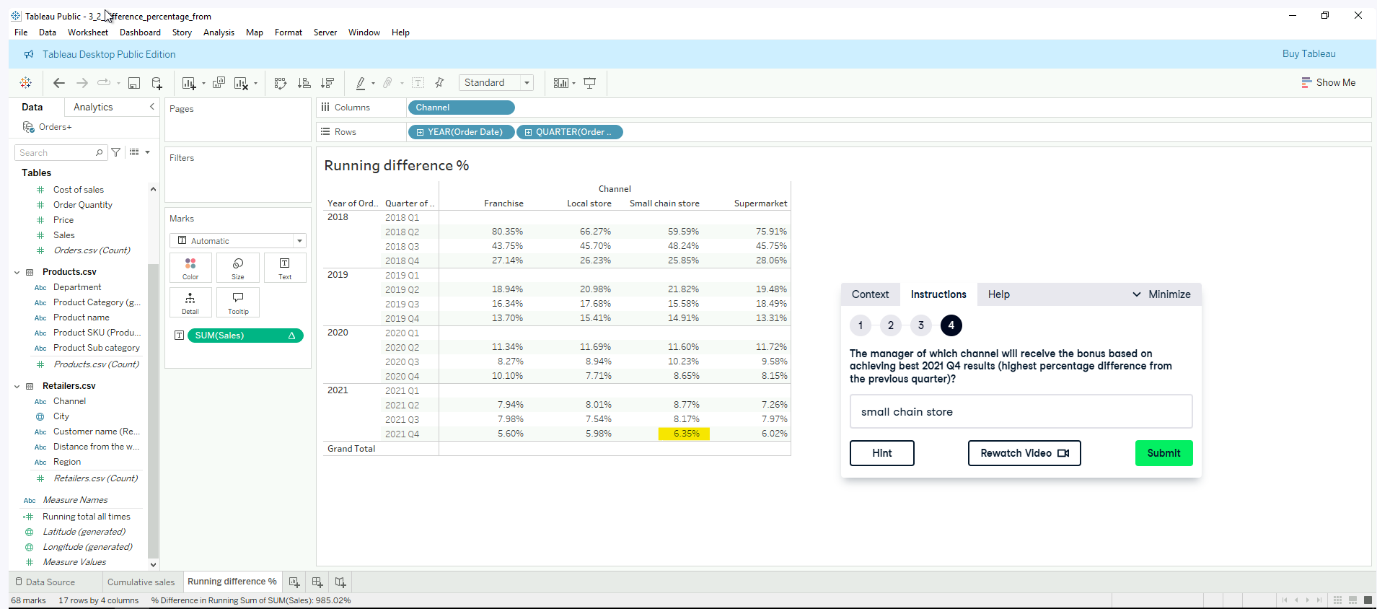 Tableau Public - 3_2_difference_percentage_from
File Data Worksheet Dashboard Story Analysis Map Format Server Window Help
Tableau Desktop Public Edition Buy Tableau
Standard Show Me
Data Analytics
Orders+
Search
Tables
# Cost of sales
# Order Quantity
# Price
# Sales
# Orders.csv (Count)
Products.csv
Abc Department
Abc Product Category (g...
Abc Product name
Abc Product SKU (Produ...
Abc Product Sub category
# Products.csv (Count)
Retailers.csv
Abc Channel
City
Abc Customer name (Re...
Abc Distance from the w...
Abc Region
# Retailers.csv (Count)
Abc Measure Names
# Running total all times
Latitude (generated)
Longitude (generated)
# Measure Values
Pages
Filters
Marks
Automatic
Color Size Text
Detail Tooltip
SUM(Sales) Δ
Columns Channel
Rows YEAR(Order Date) QUARTER(Order ..
Running difference %
Channel
Year of Ord.. Quarter of .. Franchise Local store Small chain store Supermarket
2018 2018 Q1
2018 Q2 80.35% 66.27% 59.59% 75.91%
2018 Q3 43.75% 45.70% 48.24% 45.75%
2018 Q4 27.14% 26.23% 25.85% 28.06%
2019 2019 Q1
2019 Q2 18.94% 20.98% 21.82% 19.48%
2019 Q3 16.34% 17.68% 15.58% 18.49%
2019 Q4 13.70% 15.41% 14.91% 13.31%
2020 2020 Q1
2020 Q2 11.34% 11.69% 11.60% 11.72%
2020 Q3 8.27% 8.94% 10.23% 9.58%
2020 Q4 10.10% 7.71% 8.65% 8.15%
2021 2021 Q1
2021 Q2 7.94% 8.01% 8.77% 7.26%
2021 Q3 7.98% 7.54% 8.17% 7.97%
2021 Q4 5.60% 5.98% 6.35% 6.02%
Grand Total
Context Instructions Help Minimize
1 2 3 4
The manager of which channel will receive the bonus based on
achieving best 2021 Q4 results (highest percentage difference from
the previous quarter)?
small chain store
Hint Rewatch Video Submit
Data Source Cumulative sales Running difference %
68 marks 17 rows by 4 columns % Difference in Running Sum of SUM(Sales): 985.02%